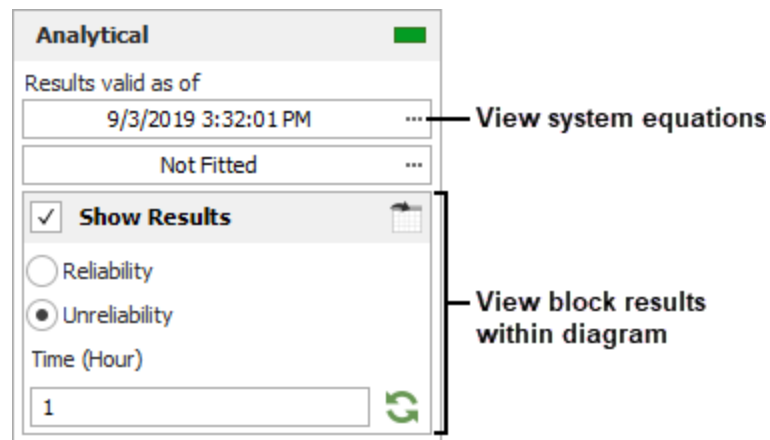 Analytical
Results valid as of
9/3/2019 3:32:01 PM ...
View system equations
Not Fitted ...
Show Results
Reliability
Unreliability
View block results
within diagram
Time (Hour)
1